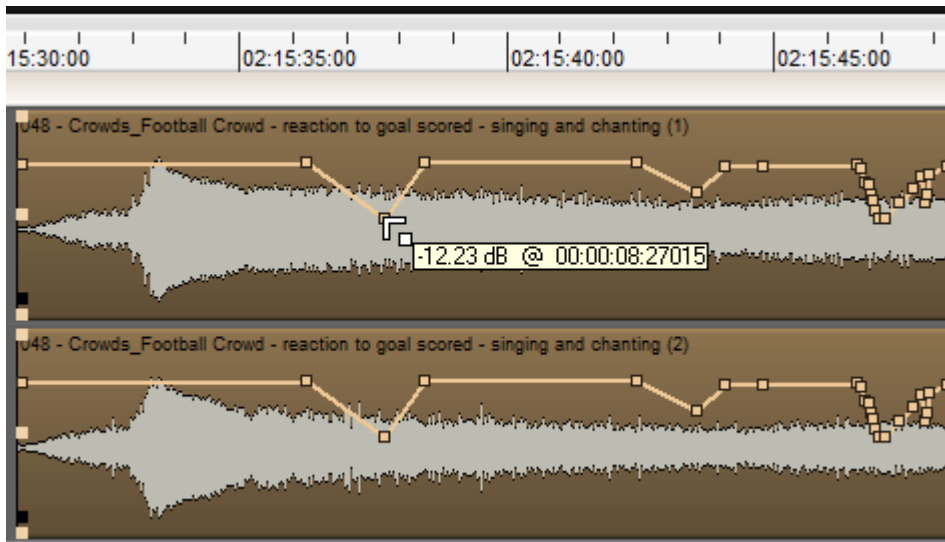 15:30:00 02:15:35:00 02:15:40:00 02:15:45:00
048 - Crowds_Football Crowd - reaction to goal scored - singing and chanting (1)
-12.23 dB @ 00:00:08:27015
048 - Crowds_Football Crowd - reaction to goal scored - singing and chanting (2)